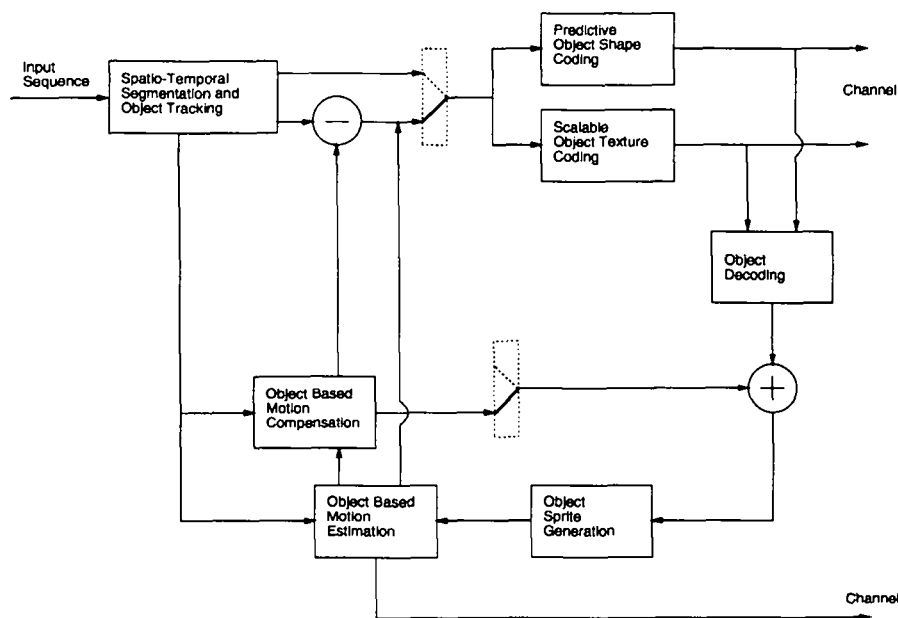 Input
Sequence
Spatio-Temporal
Segmentation and
Object Tracking
Predictive
Object Shape
Coding
Channel
Scalable
Object Texture
Coding
Object
Decoding
Object Based
Motion
Compensation
Object Based
Motion
Estimation
Object
Sprite
Generation
Channel